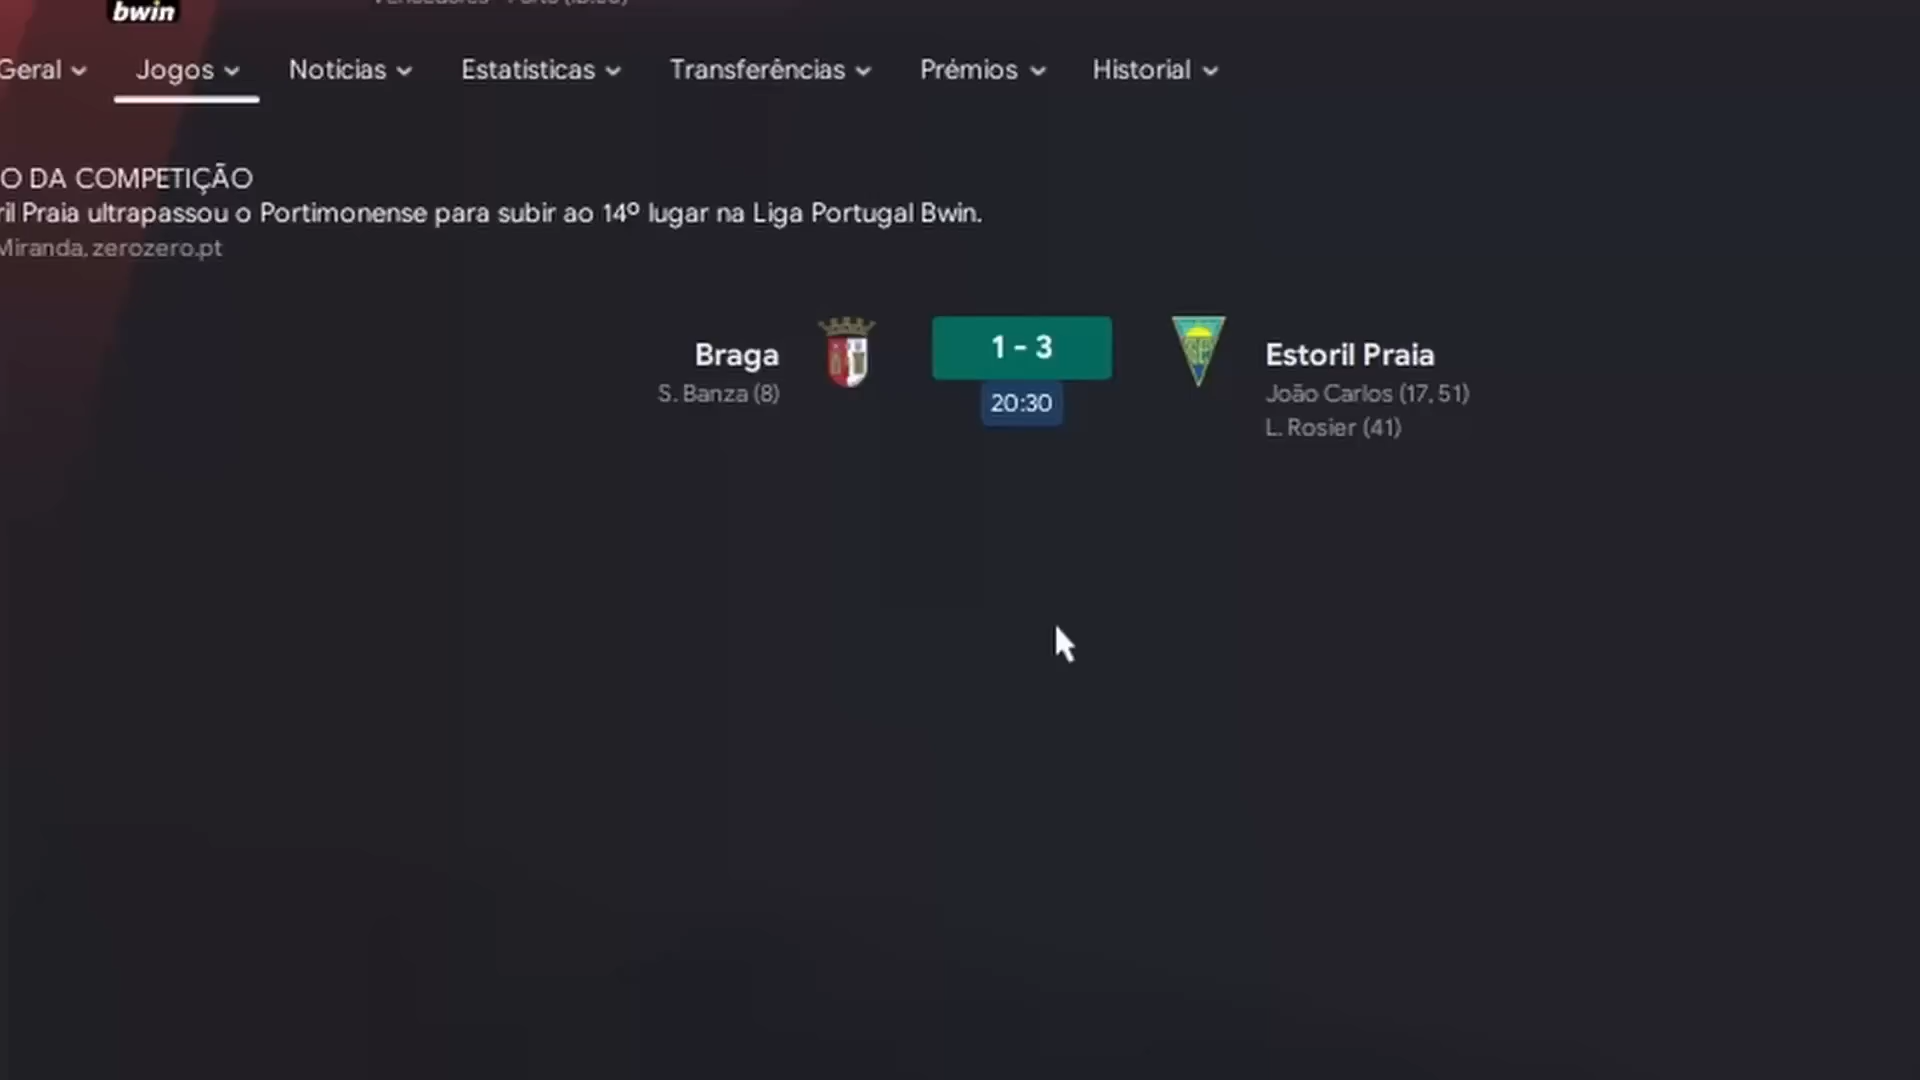 bwin
Geral Jogos Notícias Estatísticas Transferências Prémios Historial
O DA COMPETIÇÃO
ril Praia ultrapassou o Portimonense para subir ao 14º lugar na Liga Portugal Bwin.
Miranda, zerozero.pt
Braga 1 - 3 Estoril Praia
S. Banza (8) 20:30 João Carlos (17, 51)
L. Rosier (41)